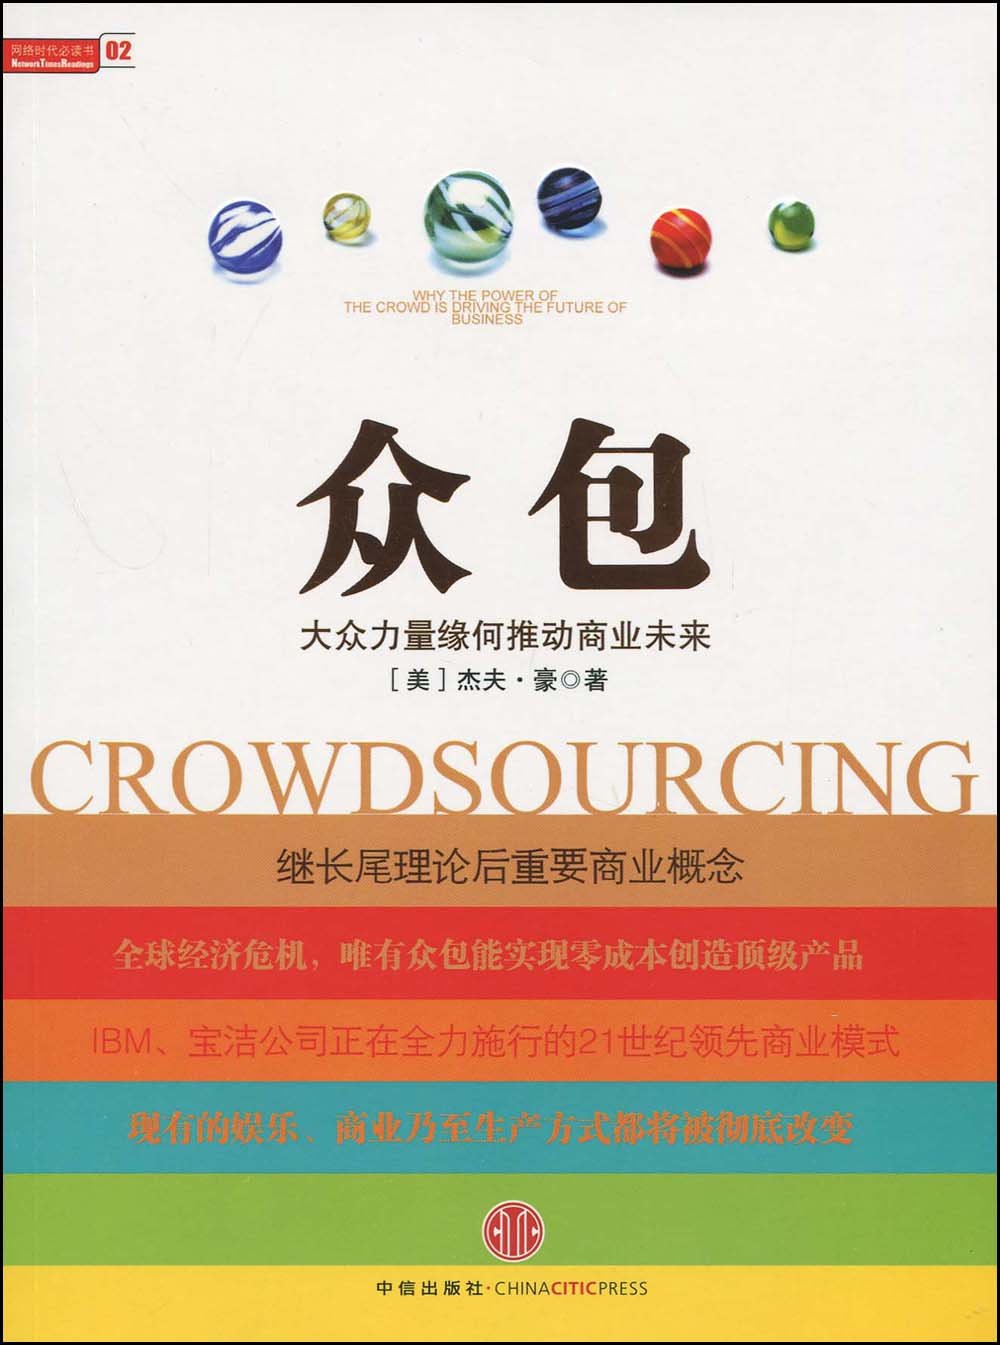 网络时代必读书
NetworkTimesReadings
02
WHY THE POWER OF
THE CROWD IS DRIVING THE FUTURE OF
BUSINESS
众包
大众力量缘何推动商业未来
[美]杰夫·豪◎著
CROWDSOURCING
继长尾理论后重要商业概念
全球经济危机，唯有众包能实现零成本创造顶级产品
IBM、宝洁公司正在全力施行的21世纪领先商业模式
现有的娱乐、商业乃至生产方式都将被彻底改变
中信出版社·CHINACITICPRESS